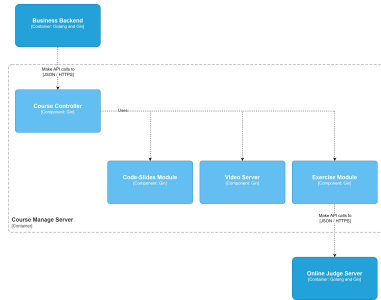 Business Backend
[Container: Golang and Gin]
Make API calls to
[JSON / HTTPS]
Course Controller
[Component: Gin]
Uses
Code-Slides Module
[Component: Gin]
Video Server
[Component: Gin]
Exercise Module
[Component: Gin]
Make API calls to
[JSON / HTTPS]
Course Manage Server
[Container]
Online Judge Server
[Container: Golang and Gin]